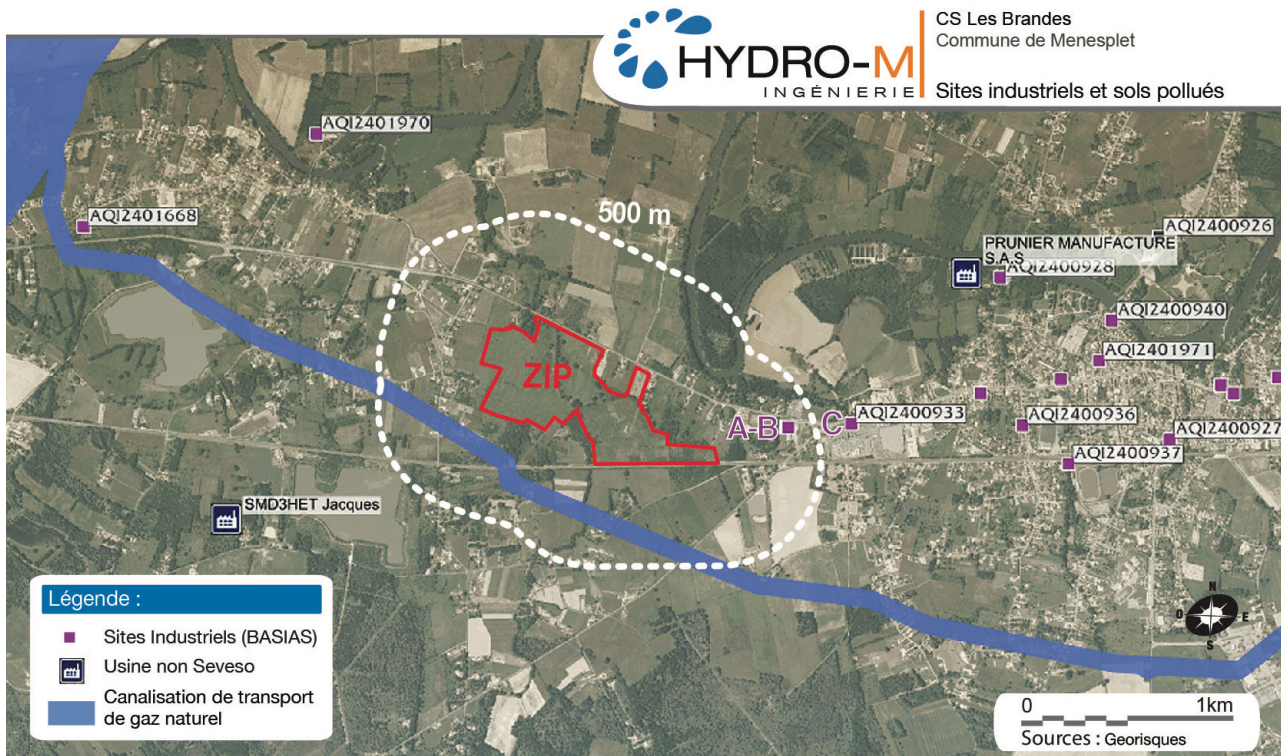 HYDRO-M
INGÉNIERIE
CS Les Brandes
Commune de Menesplet
Sites industriels et sols pollués
AQI2401970
AQI2401668
500 m
AQI2400926
PRUNIER MANUFACTURE
S.A.S
AQI2400928
AQI2400940
AQI2401971
ZIP
A-B
C
AQI2400933
AQI2400936
AQI2400927
AQI2400937
SMD3HET Jacques
Légende :
Sites Industriels (BASIAS)
Usine non Seveso
Canalisation de transport
de gaz naturel
N
O
E
S
0 1km
Sources : Georisques